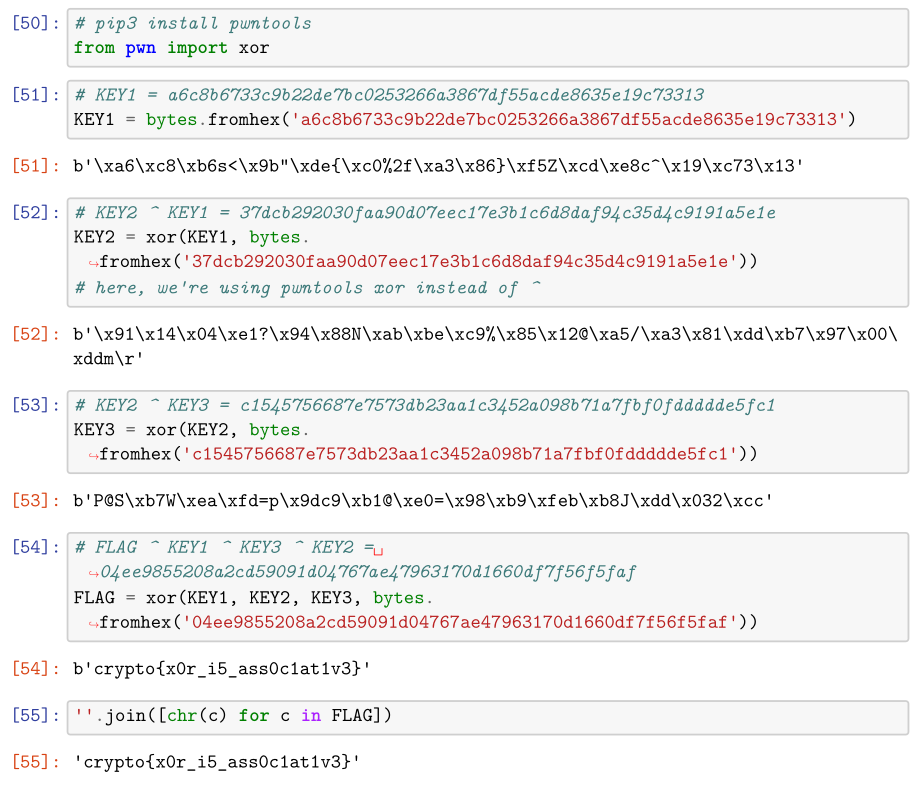 [50]: # pip3 install pwntools
from pwn import xor
[51]: # KEY1 = a6c8b6733c9b22de7bc0253266a3867df55acde8635e19c73313
KEY1 = bytes.fromhex('a6c8b6733c9b22de7bc0253266a3867df55acde8635e19c73313')
[51]: b'\xa6\xc8\xb6s<\x9b"\xde{\xc0%2f\xa3\x86}\xf5Z\xcd\xe8c^\x19\xc73\x13'
[52]: # KEY2 ^ KEY1 = 37dcb292030faa90d07eec17e3b1c6d8daf94c35d4c9191a5e1e
KEY2 = xor(KEY1, bytes.
↪fromhex('37dcb292030faa90d07eec17e3b1c6d8daf94c35d4c9191a5e1e'))
# here, we're using pwntools xor instead of ^
[52]: b'\x91\x14\x04\xe1?\x94\x88N\xab\xbe\xc9%\x85\x12@\xa5/\xa3\x81\xdd\xb7\x97\x00\
\xddm\r'
[53]: # KEY2 ^ KEY3 = c1545756687e7573db23aa1c3452a098b71a7fbf0fddddde5fc1
KEY3 = xor(KEY2, bytes.
↪fromhex('c1545756687e7573db23aa1c3452a098b71a7fbf0fddddde5fc1'))
[53]: b'P@S\xb7W\xea\xfd=p\x9dc9\xb1@\xe0=\x98\xb9\xfeb\xb8J\xdd\x032\xcc'
[54]: # FLAG ^ KEY1 ^ KEY3 ^ KEY2 =␣
↪04ee9855208a2cd59091d04767ae47963170d1660df7f56f5faf
FLAG = xor(KEY1, KEY2, KEY3, bytes.
↪fromhex('04ee9855208a2cd59091d04767ae47963170d1660df7f56f5faf'))
[54]: b'crypto{x0r_i5_ass0c1at1v3}'
[55]: ''.join([chr(c) for c in FLAG])
[55]: 'crypto{x0r_i5_ass0c1at1v3}'